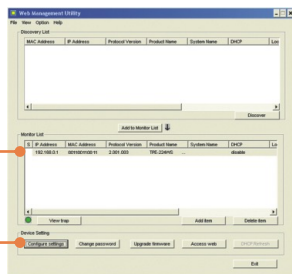 Web Management Utility
File View Option Help
Discovery List
MAC Address IP Address Protocol Version Product Name System Name DHCP Loc
Discover
Add to Monitor List
Monitor List
S IP Address MAC Address Protocol Version Product Name System Name DHCP Lo
192.168.0.1 001100110011 2.001.003 TPE-224WS ... disable
View trap Add Item Delete Item
Device Setting
Configure settings Change password Upgrade firmware Access web DHCP Refresh
Exit